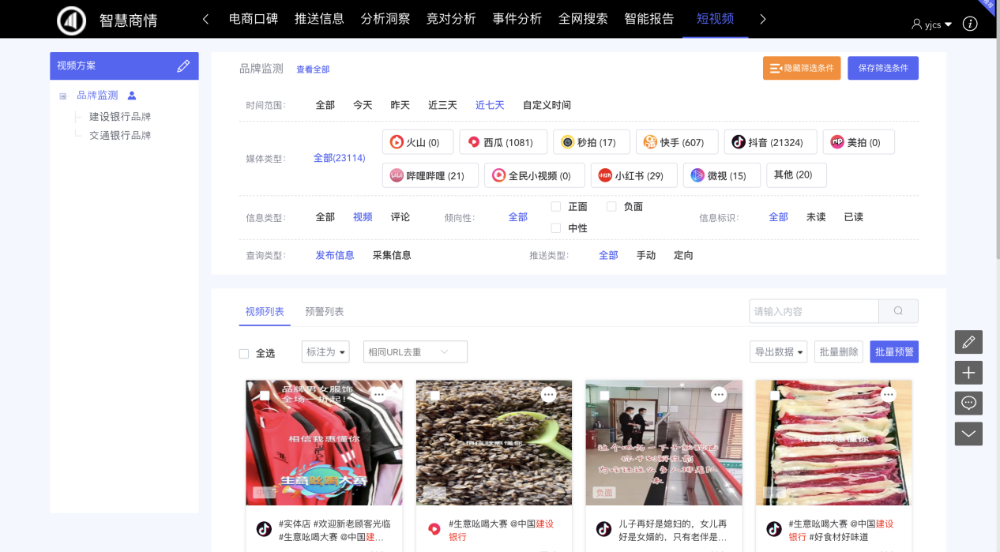 智慧商情
电商口碑 推送信息 分析洞察 竞对分析 事件分析 全网搜索 智能报告 短视频
yjcs
视频方案
品牌监测
建设银行品牌
交通银行品牌
品牌监测 查看全部
隐藏筛选条件 保存筛选条件
时间范围: 全部 今天 昨天 近三天 近七天 自定义时间
媒体类型: 全部(23114)
火山 (0) 西瓜 (1081) 秒拍 (17) 快手 (607) 抖音 (21324) 美拍 (0)
哔哩哔哩 (21) 全民小视频 (0) 小红书 (29) 微视 (15) 其他 (20)
信息类型: 全部 视频 评论 倾向性: 全部 正面 负面 中性 信息标识: 全部 未读 已读
查询类型: 发布信息 采集信息 推送类型: 全部 手动 定向
视频列表 预警列表 请输入内容
全选 标注为 相同URL去重 导出数据 批量删除 批量预警
品牌男女服饰
全场一折起!
相信我惠懂你
生意吆喝大赛
中性
#实体店 #欢迎新老顾客光临
#生意吆喝大赛 @中国建...
相信我惠懂你
#生意吆喝大赛 @中国建设
银行
负面
儿子再好是媳妇的，女儿再
好是女婿的，只有老伴是...
相信我惠懂你
#生意吆喝大赛 @中国建设
银行 #好食材好味道